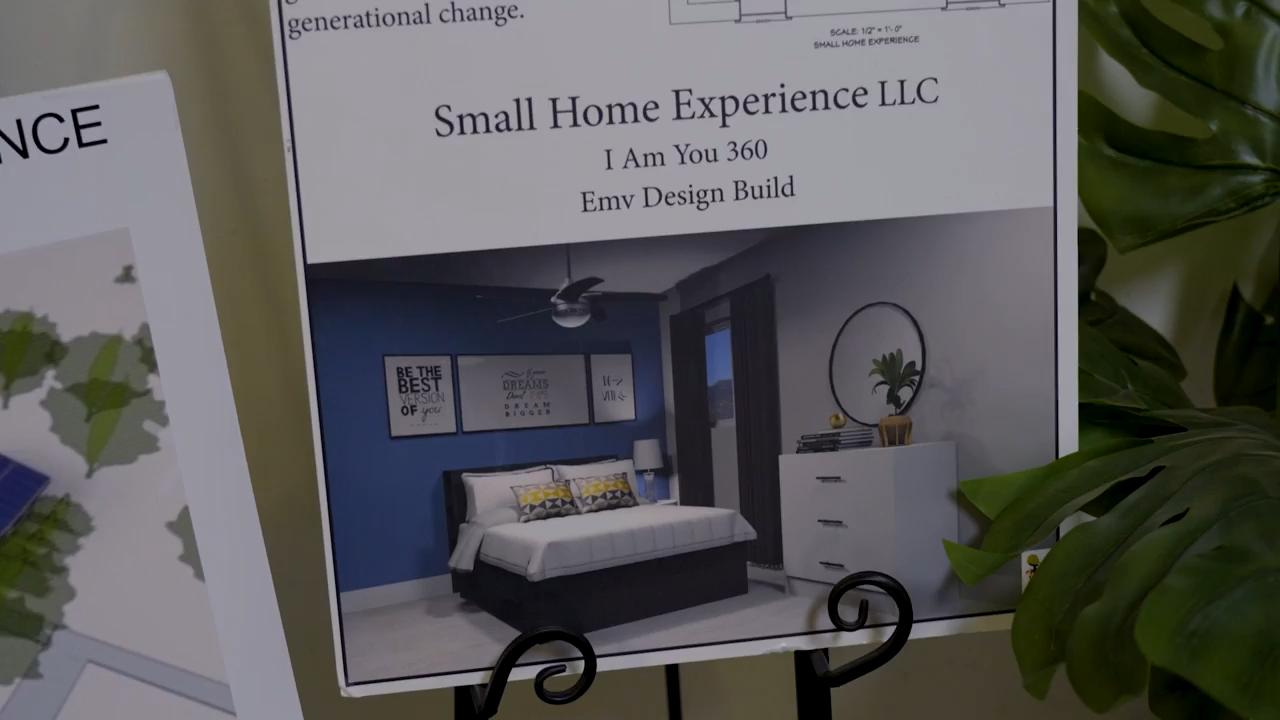 generational change.
SCALE: 1/2" = 1'-0"
SMALL HOME EXPERIENCE
NCE
Small Home Experience LLC
I Am You 360
Emv Design Build
BE THE
BEST
VERSION
OF you
DREAMS
DREAM
BIGGER